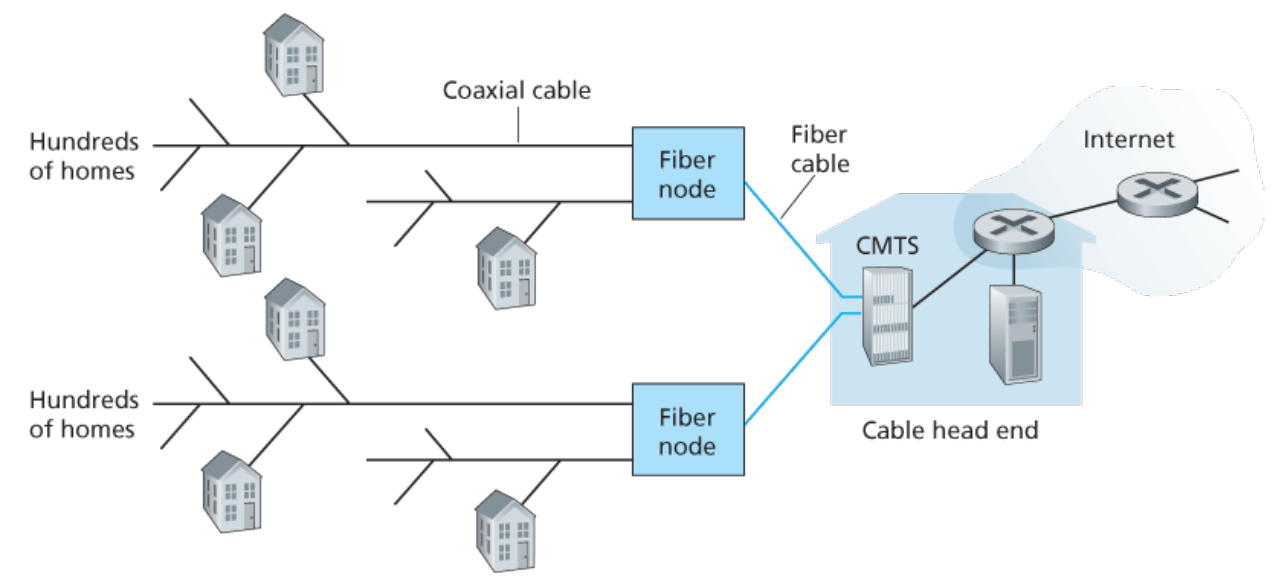 Coaxial cable
Hundreds
of homes
Fiber
node
Fiber
cable
Internet
CMTS
Hundreds
of homes
Fiber
node
Cable head end